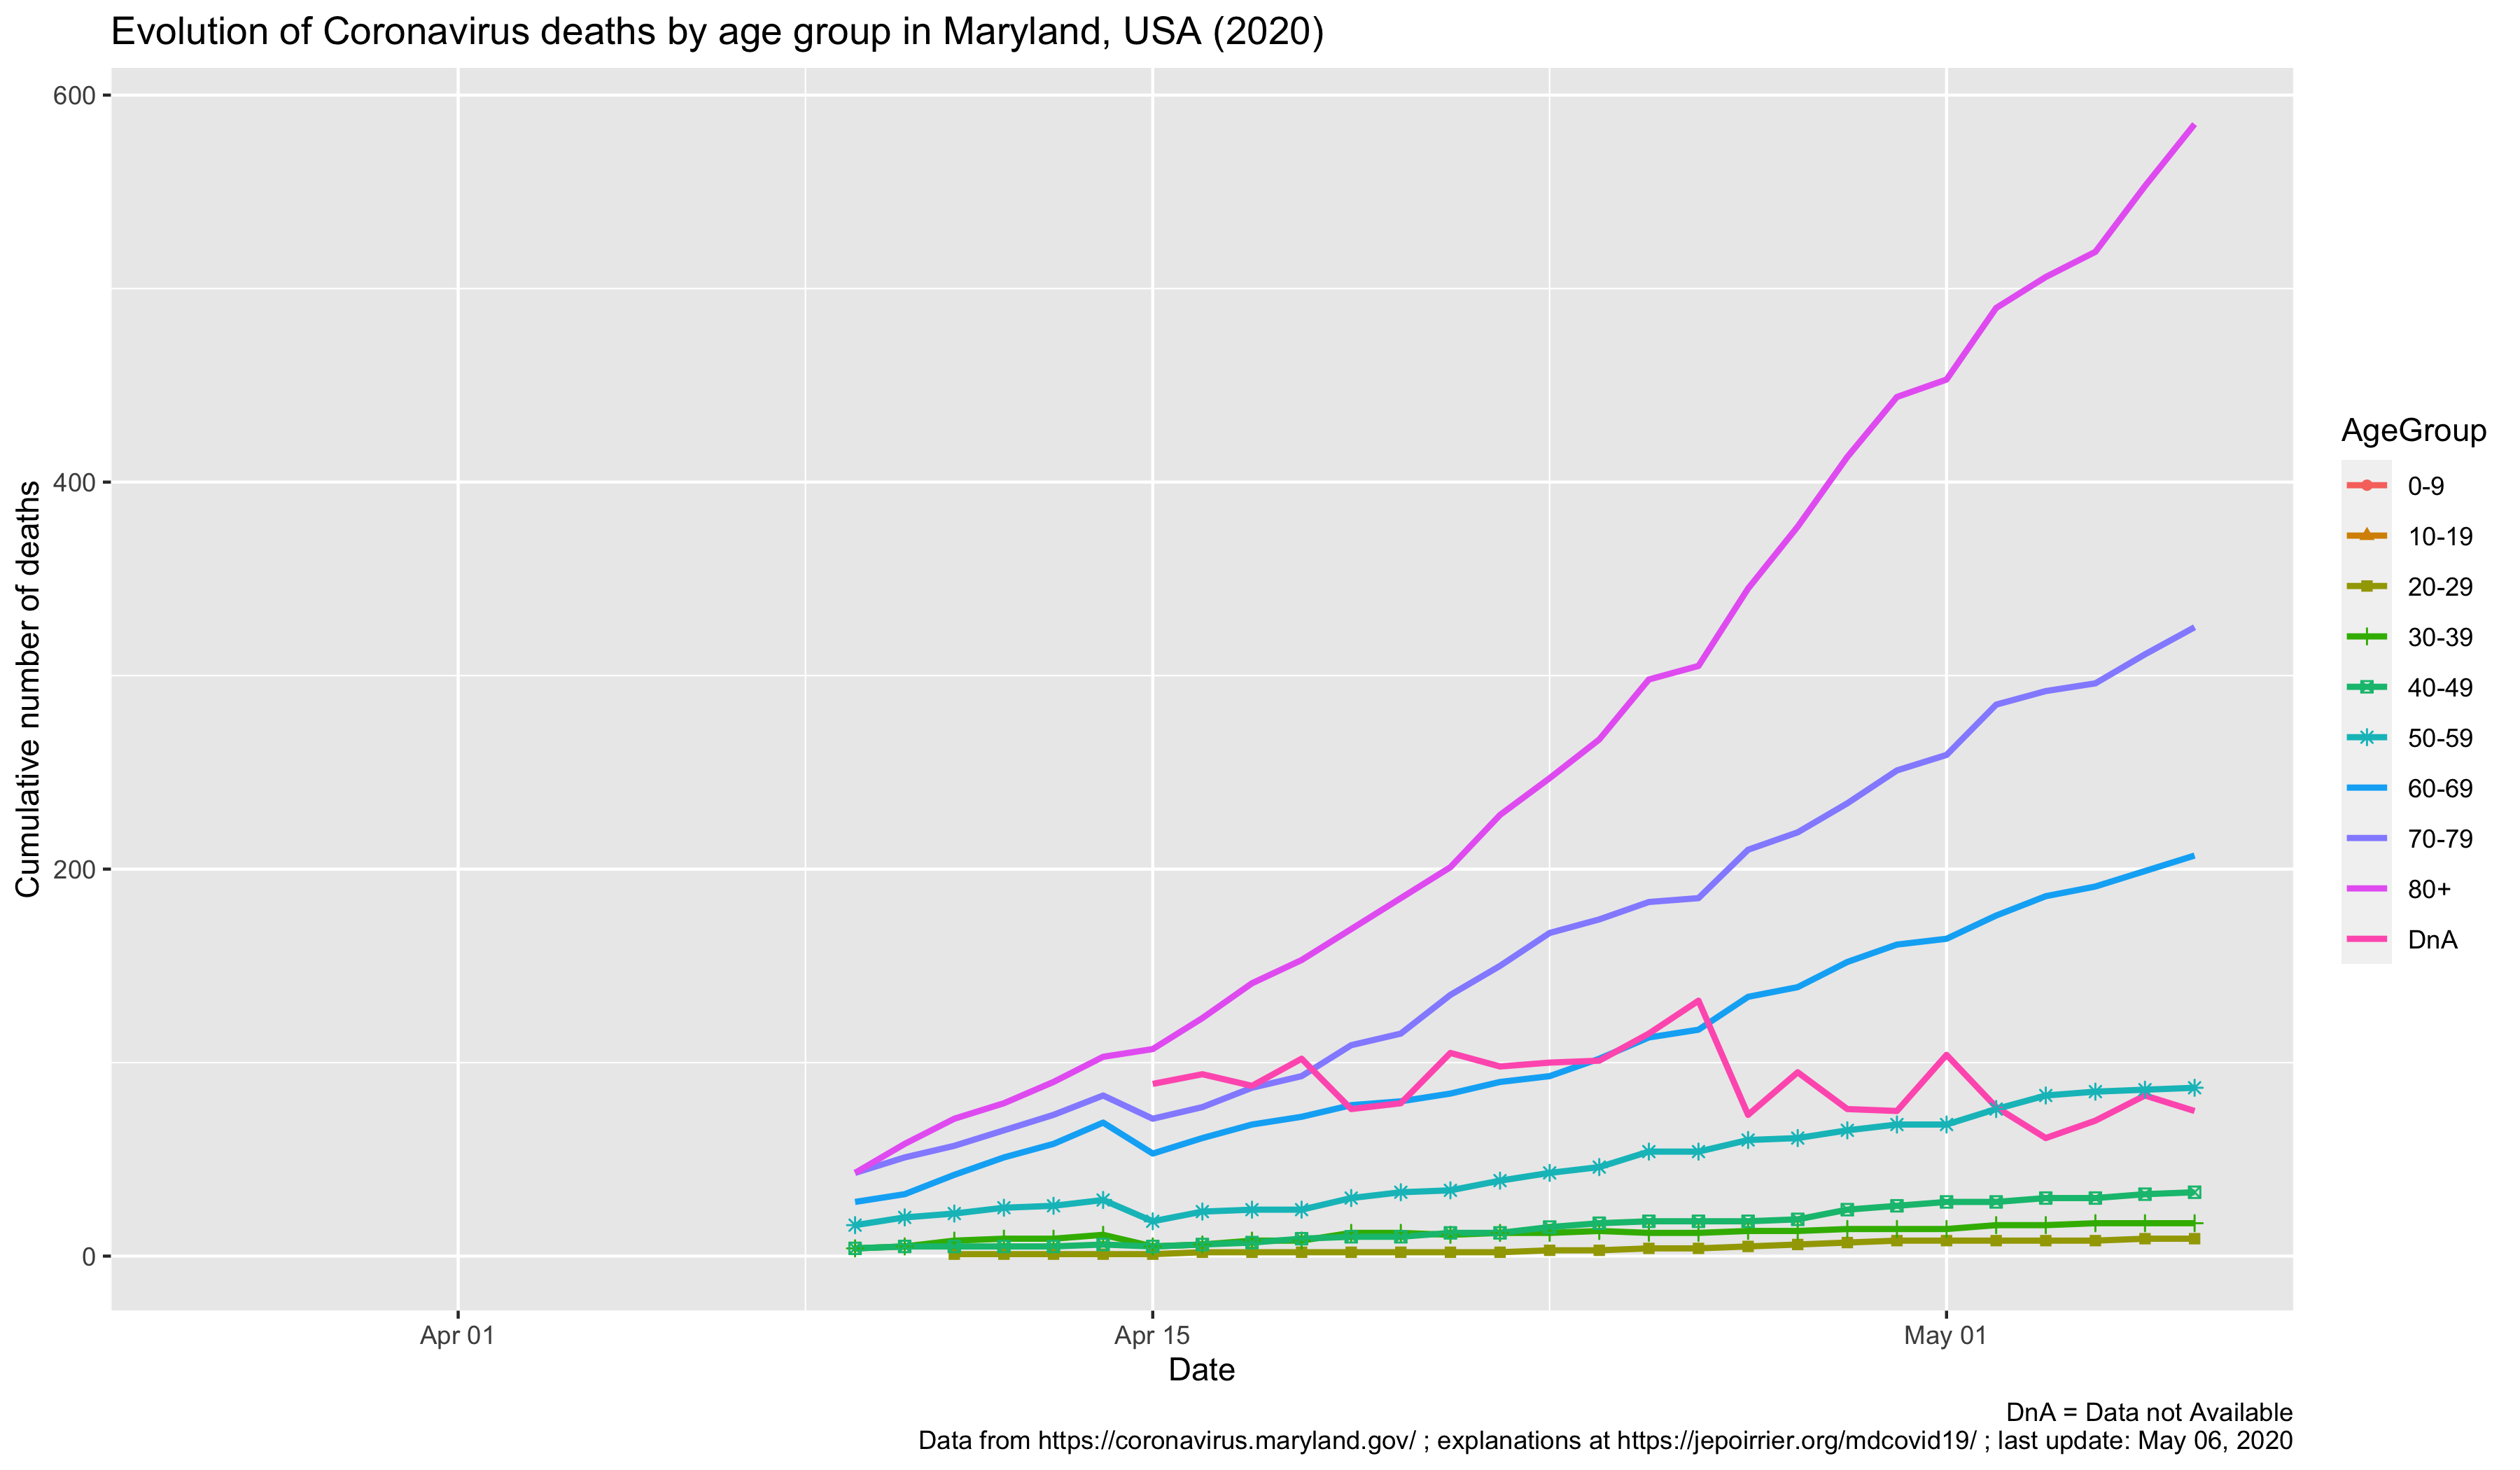 Evolution of Coronavirus deaths by age group in Maryland, USA (2020)
600
400
200
0
Cumulative number of deaths
Apr 01
Apr 15
May 01
Date
AgeGroup
0-9
10-19
20-29
30-39
40-49
50-59
60-69
70-79
80+
DnA
DnA = Data not Available
Data from https://coronavirus.maryland.gov/ ; explanations at https://jepoirrier.org/mdcovid19/ ; last update: May 06, 2020